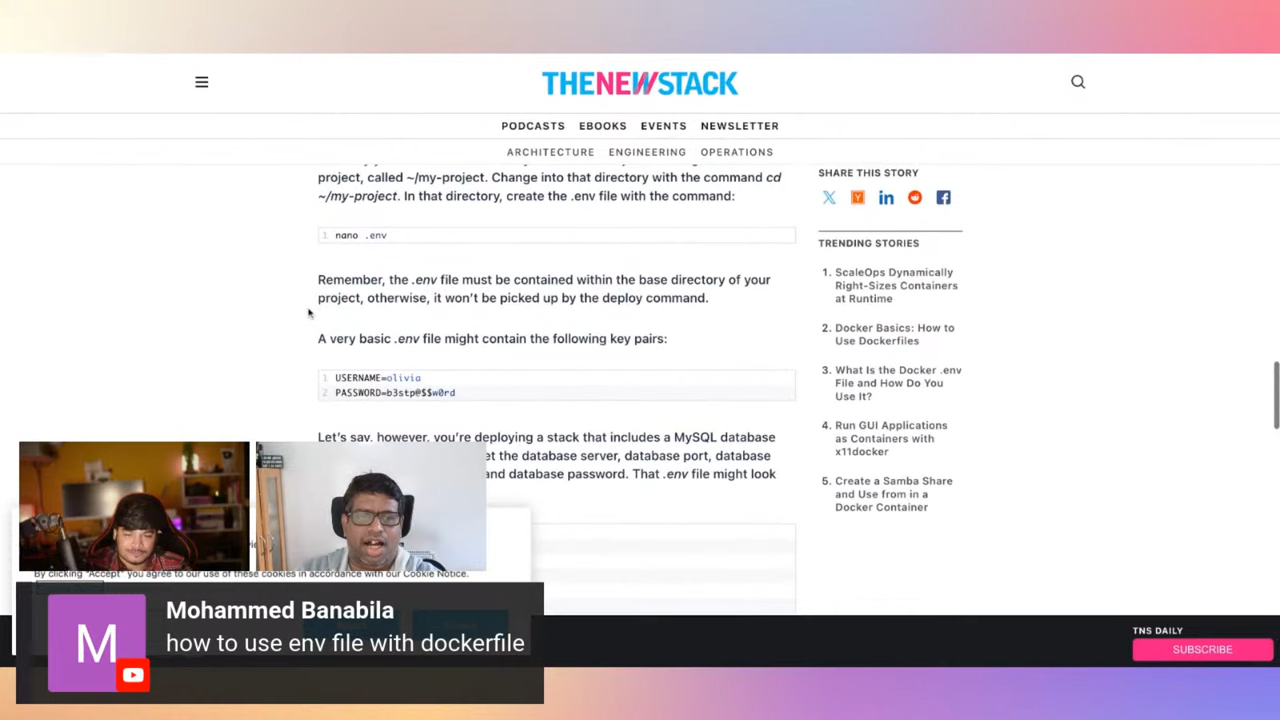 THENEWSTACK
PODCASTS EBOOKS EVENTS NEWSLETTER
ARCHITECTURE ENGINEERING OPERATIONS
project, called ~/my-project. Change into that directory with the command cd
~/my-project. In that directory, create the .env file with the command:
1 nano .env
Remember, the .env file must be contained within the base directory of your
project, otherwise, it won't be picked up by the deploy command.
A very basic .env file might contain the following key pairs:
1 USERNAME=olivia
2 PASSWORD=b3stp@$$w0rd
Let's say, however, you're deploying a stack that includes a MySQL database
et the database server, database port, database
and database password. That .env file might look
SHARE THIS STORY
TRENDING STORIES
1. ScaleOps Dynamically
Right-Sizes Containers
at Runtime
2. Docker Basics: How to
Use Dockerfiles
3. What Is the Docker .env
File and How Do You
Use It?
4. Run GUI Applications
as Containers with
x11docker
5. Create a Samba Share
and Use from in a
Docker Container
By clicking "Accept" you agree to our use of these cookies in accordance with our Cookie Notice.
M
Mohammed Banabila
how to use env file with dockerfile
TNS DAILY
SUBSCRIBE